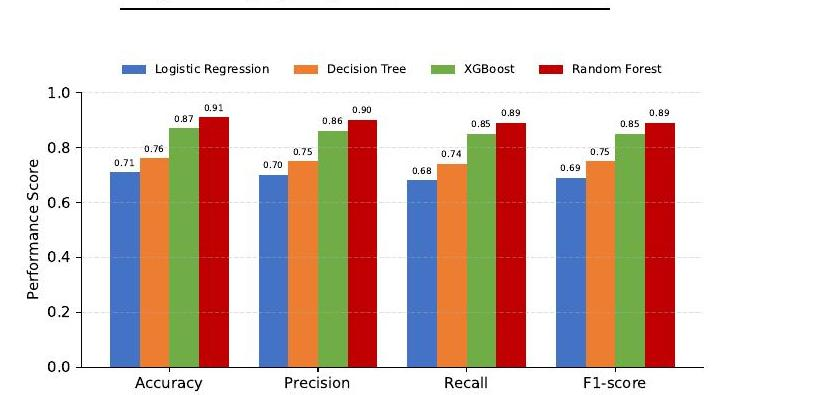 Logistic Regression Decision Tree XGBoost Random Forest
Performance Score
1.0
0.8
0.6
0.4
0.2
0.0
0.71 0.76 0.87 0.91
0.70 0.75 0.86 0.90
0.68 0.74 0.85 0.89
0.69 0.75 0.85 0.89
Accuracy Precision Recall F1-score